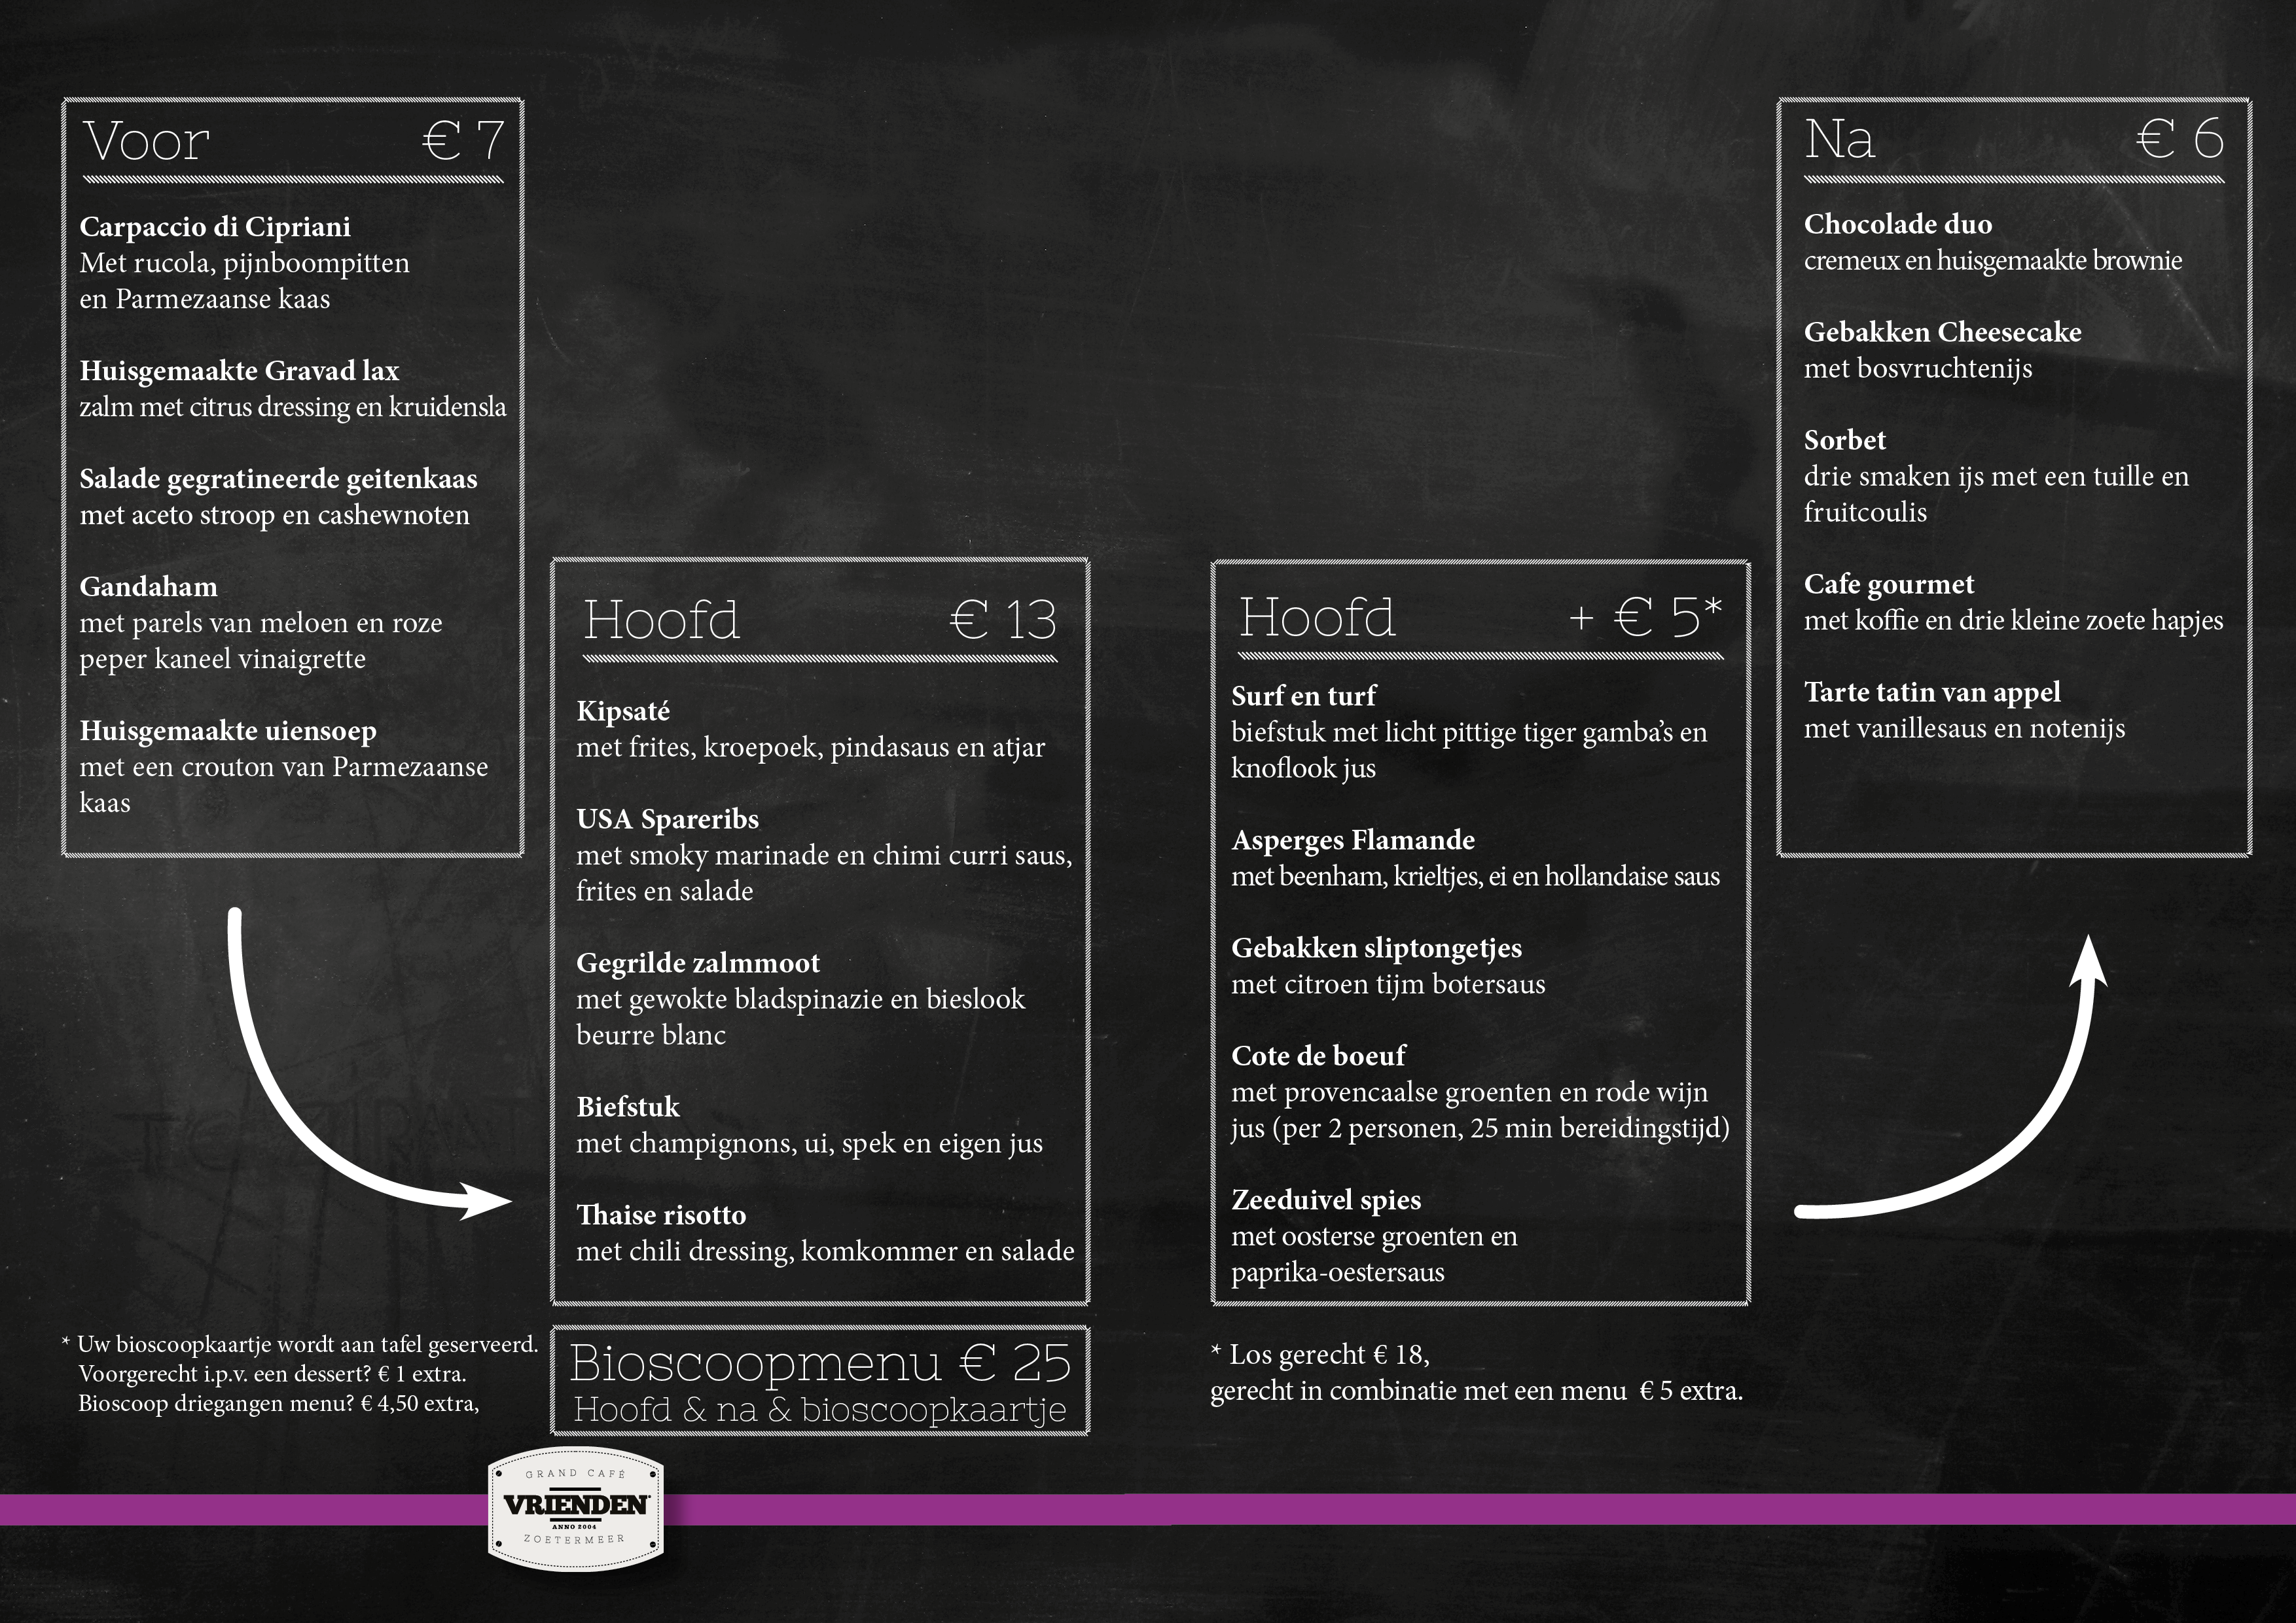 Voor € 7
Carpaccio di Cipriani
Met rucola, pijnboompitten
en Parmezaanse kaas
Huisgemaakte Gravad lax
zalm met citrus dressing en kruidensla
Salade gegratineerde geitenkaas
met aceto stroop en cashewnoten
Gandaham
met parels van meloen en roze
peper kaneel vinaigrette
Huisgemaakte uiensoep
met een crouton van Parmezaanse
kaas
Hoofd € 13
Kipsaté
met frites, kroepoek, pindasaus en atjar
USA Spareribs
met smoky marinade en chimi curri saus,
frites en salade
Gegrilde zalmmoot
met gewokte bladspinazie en bieslook
beurre blanc
Biefstuk
met champignons, ui, spek en eigen jus
Thaise risotto
met chili dressing, komkommer en salade
* Uw bioscoopkaartje wordt aan tafel geserveerd.
Voorgerecht i.p.v. een dessert? € 1 extra.
Bioscoop driegangen menu? € 4,50 extra,
Bioscoopmenu € 25
Hoofd & na & bioscoopkaartje
Hoofd + € 5*
Surf en turf
biefstuk met licht pittige tiger gamba's en
knoflook jus
Asperges Flamande
met beenham, krieltjes, ei en hollandaise saus
Gebakken sliptongetjes
met citroen tijm botersaus
Cote de boeuf
met provencaalse groenten en rode wijn
jus (per 2 personen, 25 min bereidingstijd)
Zeeduivel spies
met oosterse groenten en
paprika-oestersaus
* Los gerecht € 18,
gerecht in combinatie met een menu € 5 extra.
Na € 6
Chocolade duo
cremeux en huisgemaakte brownie
Gebakken Cheesecake
met bosvruchtenijs
Sorbet
drie smaken ijs met een tuille en
fruitcoulis
Cafe gourmet
met koffie en drie kleine zoete hapjes
Tarte tatin van appel
met vanillesaus en notenijs
GRAND CAFÉ
VRIENDEN
ANNO 2004
ZOETERMEER